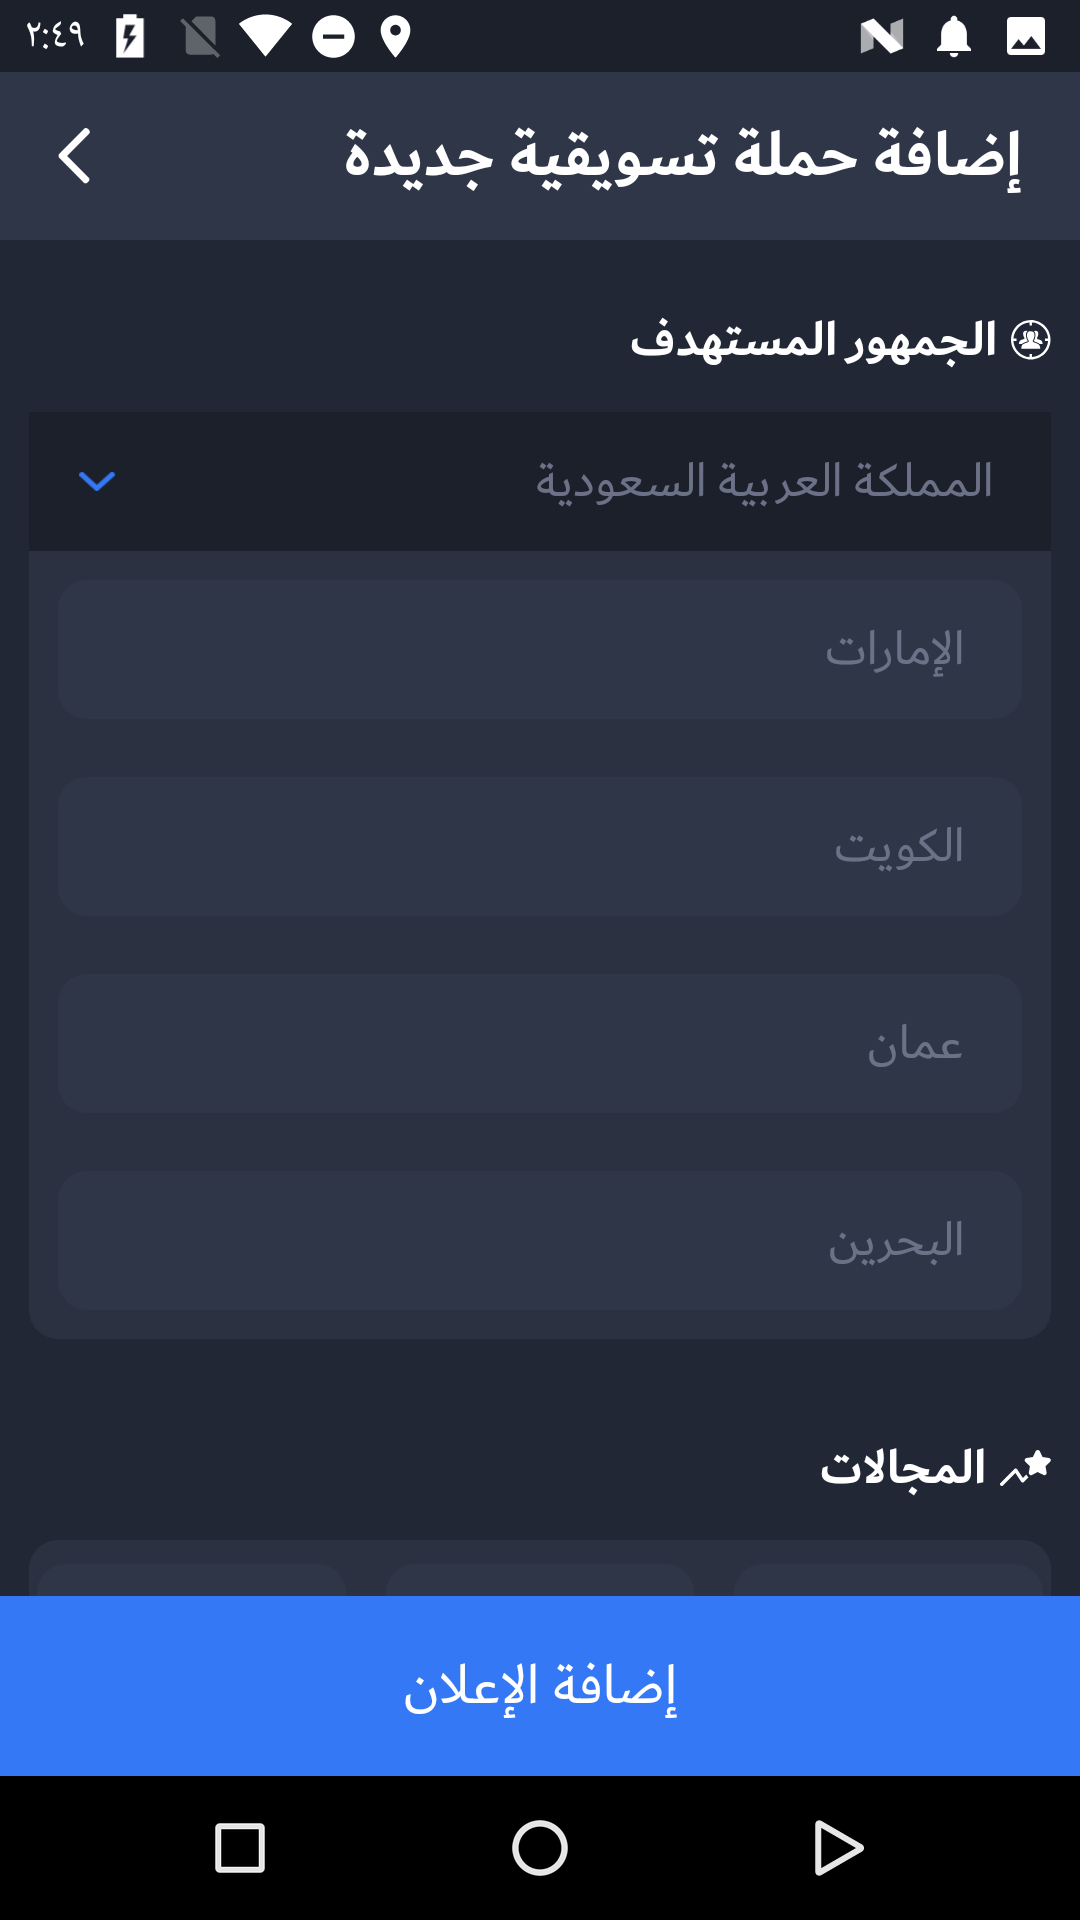 ٢:٤٩
إضافة حملة تسويقية جديدة
الجمهور المستهدف
المملكة العربية السعودية
الإمارات
الكويت
عمان
البحرين
المجالات
إضافة الإعلان